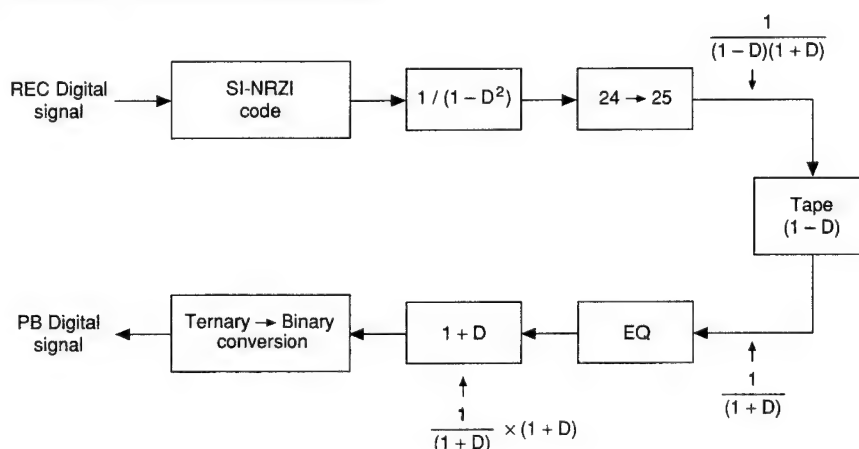 1
(1 – D)(1 + D)
REC Digital
signal
SI-NRZI
code
1 / (1 – D²)
24 → 25
Tape
(1 – D)
PB Digital
signal
Ternary → Binary
conversion
1 + D
EQ
1
(1 + D)
× (1 + D)
1
(1 + D)